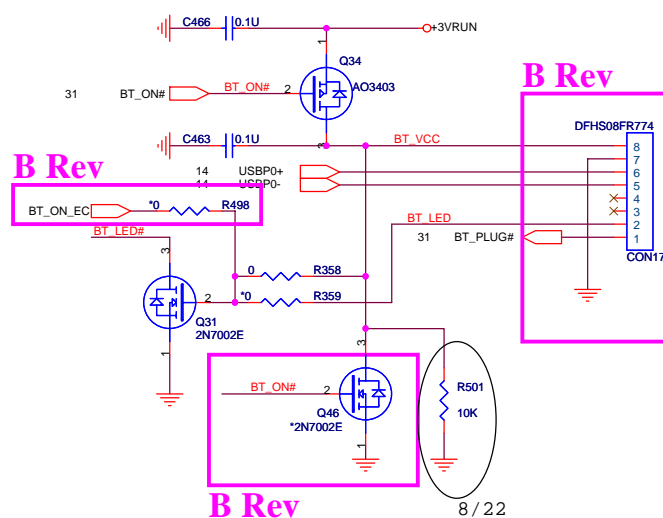 C466
0.1U
+3VRUN
1
Q34
B Rev
31
BT_ON#
BT_ON#
2
AO3403
DFHS08FR774
3
C463
0.1U
BT_VCC
8
7
B Rev
14
USBP0+
6
14
USBP0-
5
4
BT_ON_EC
*0
R498
3
BT_LED
2
BT_LED#
31
BT_PLUG#
1
3
CON17
0
R358
2
*0
R359
Q31
2N7002E
1
3
BT_ON#
2
R501
Q46
10K
*2N7002E
1
B Rev
8/22